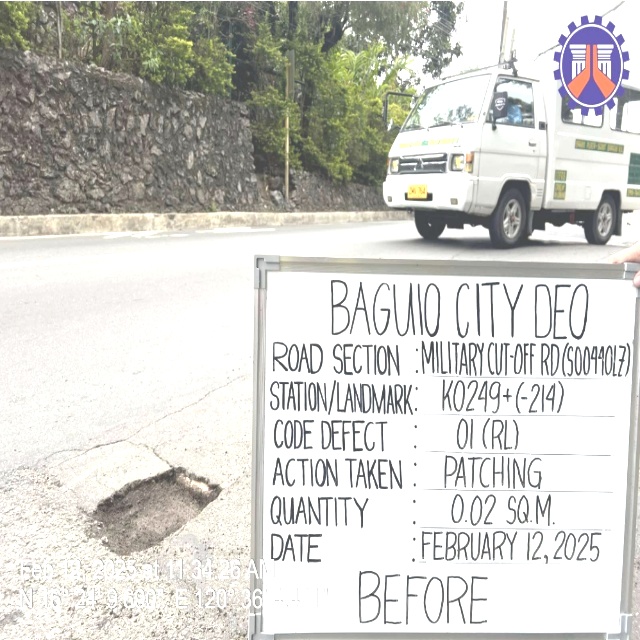 BAGUIO CITY DEO
ROAD SECTION : MILITARY CUT-OFF RD (S00440LZ)
STATION/LANDMARK: K0249+(-214)
CODE DEFECT : 01 (RL)
ACTION TAKEN : PATCHING
QUANTITY : 0.02 SQ.M.
DATE : FEBRUARY 12, 2025
BEFORE